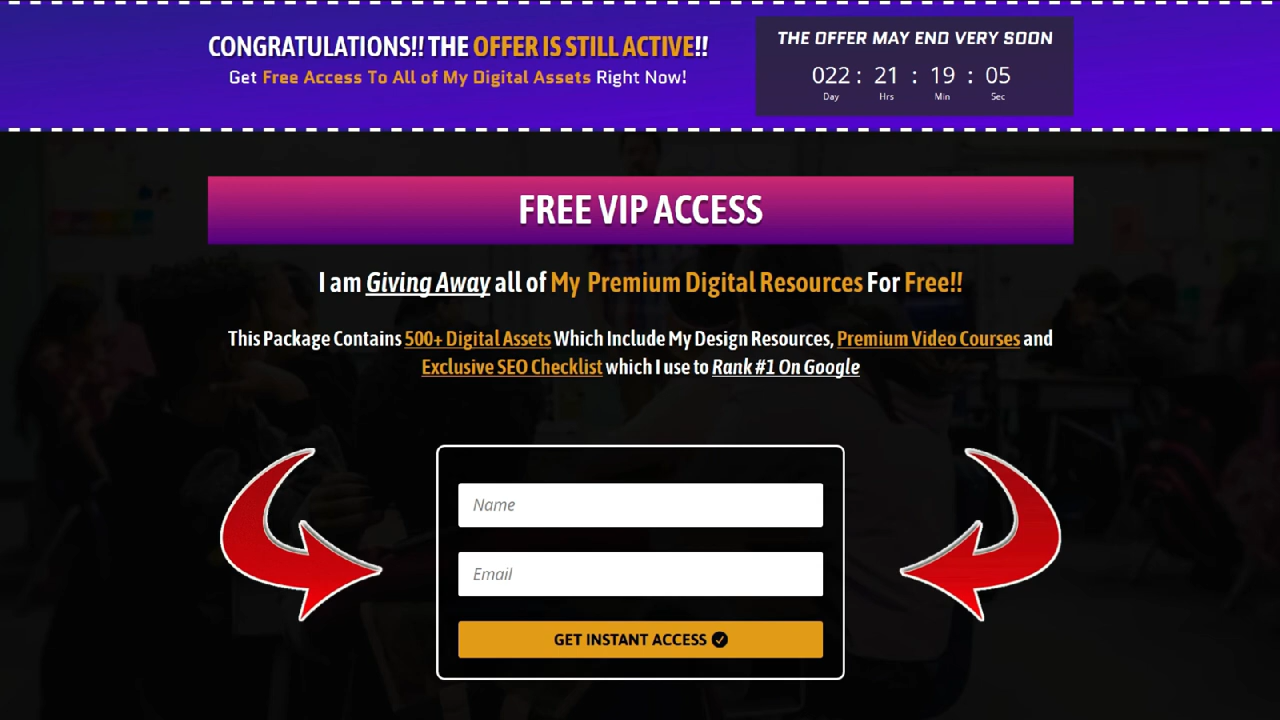 CONGRATULATIONS!! THE OFFER IS STILL ACTIVE!!
Get Free Access To All of My Digital Assets Right Now!
THE OFFER MAY END VERY SOON
022 : 21 : 19 : 05
Day Hrs Min Sec
FREE VIP ACCESS
I am Giving Away all of My Premium Digital Resources For Free!!
This Package Contains 500+ Digital Assets Which Include My Design Resources, Premium Video Courses and
Exclusive SEO Checklist which I use to Rank #1 On Google
Name
Email
GET INSTANT ACCESS